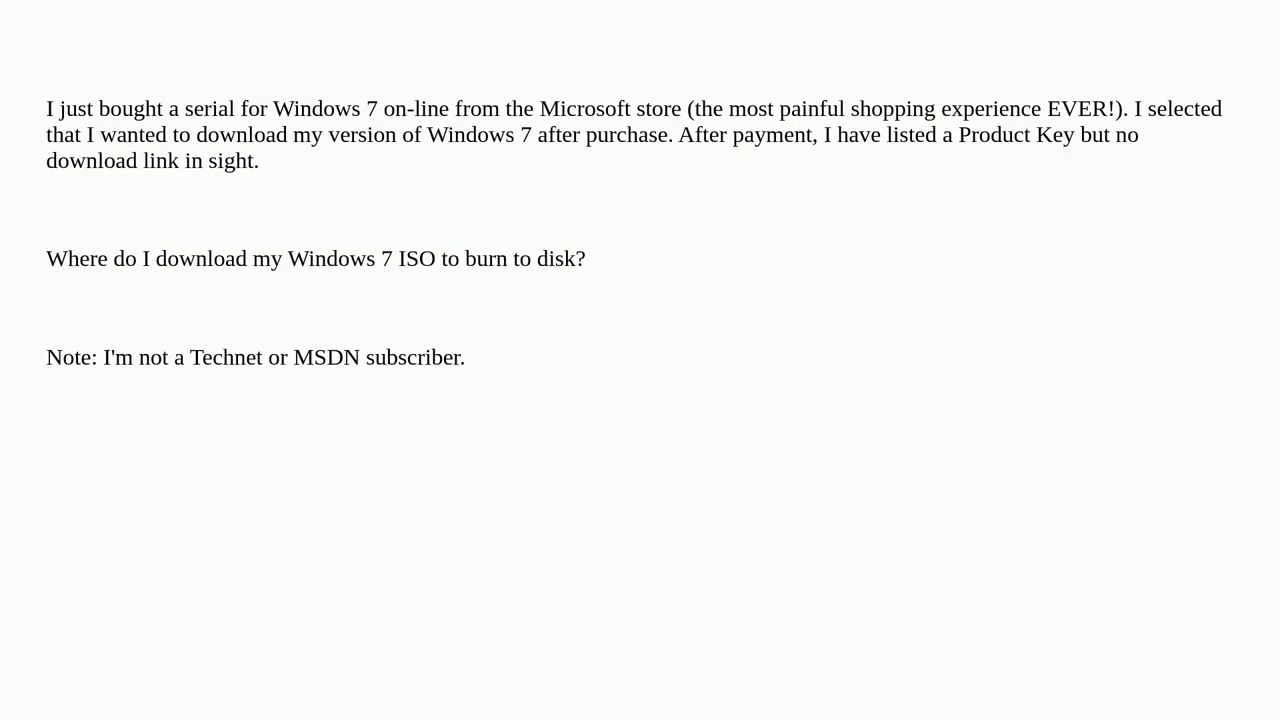 I just bought a serial for Windows 7 on-line from the Microsoft store (the most painful shopping experience EVER!). I selected
that I wanted to download my version of Windows 7 after purchase. After payment, I have listed a Product Key but no
download link in sight.
Where do I download my Windows 7 ISO to burn to disk?
Note: I'm not a Technet or MSDN subscriber.